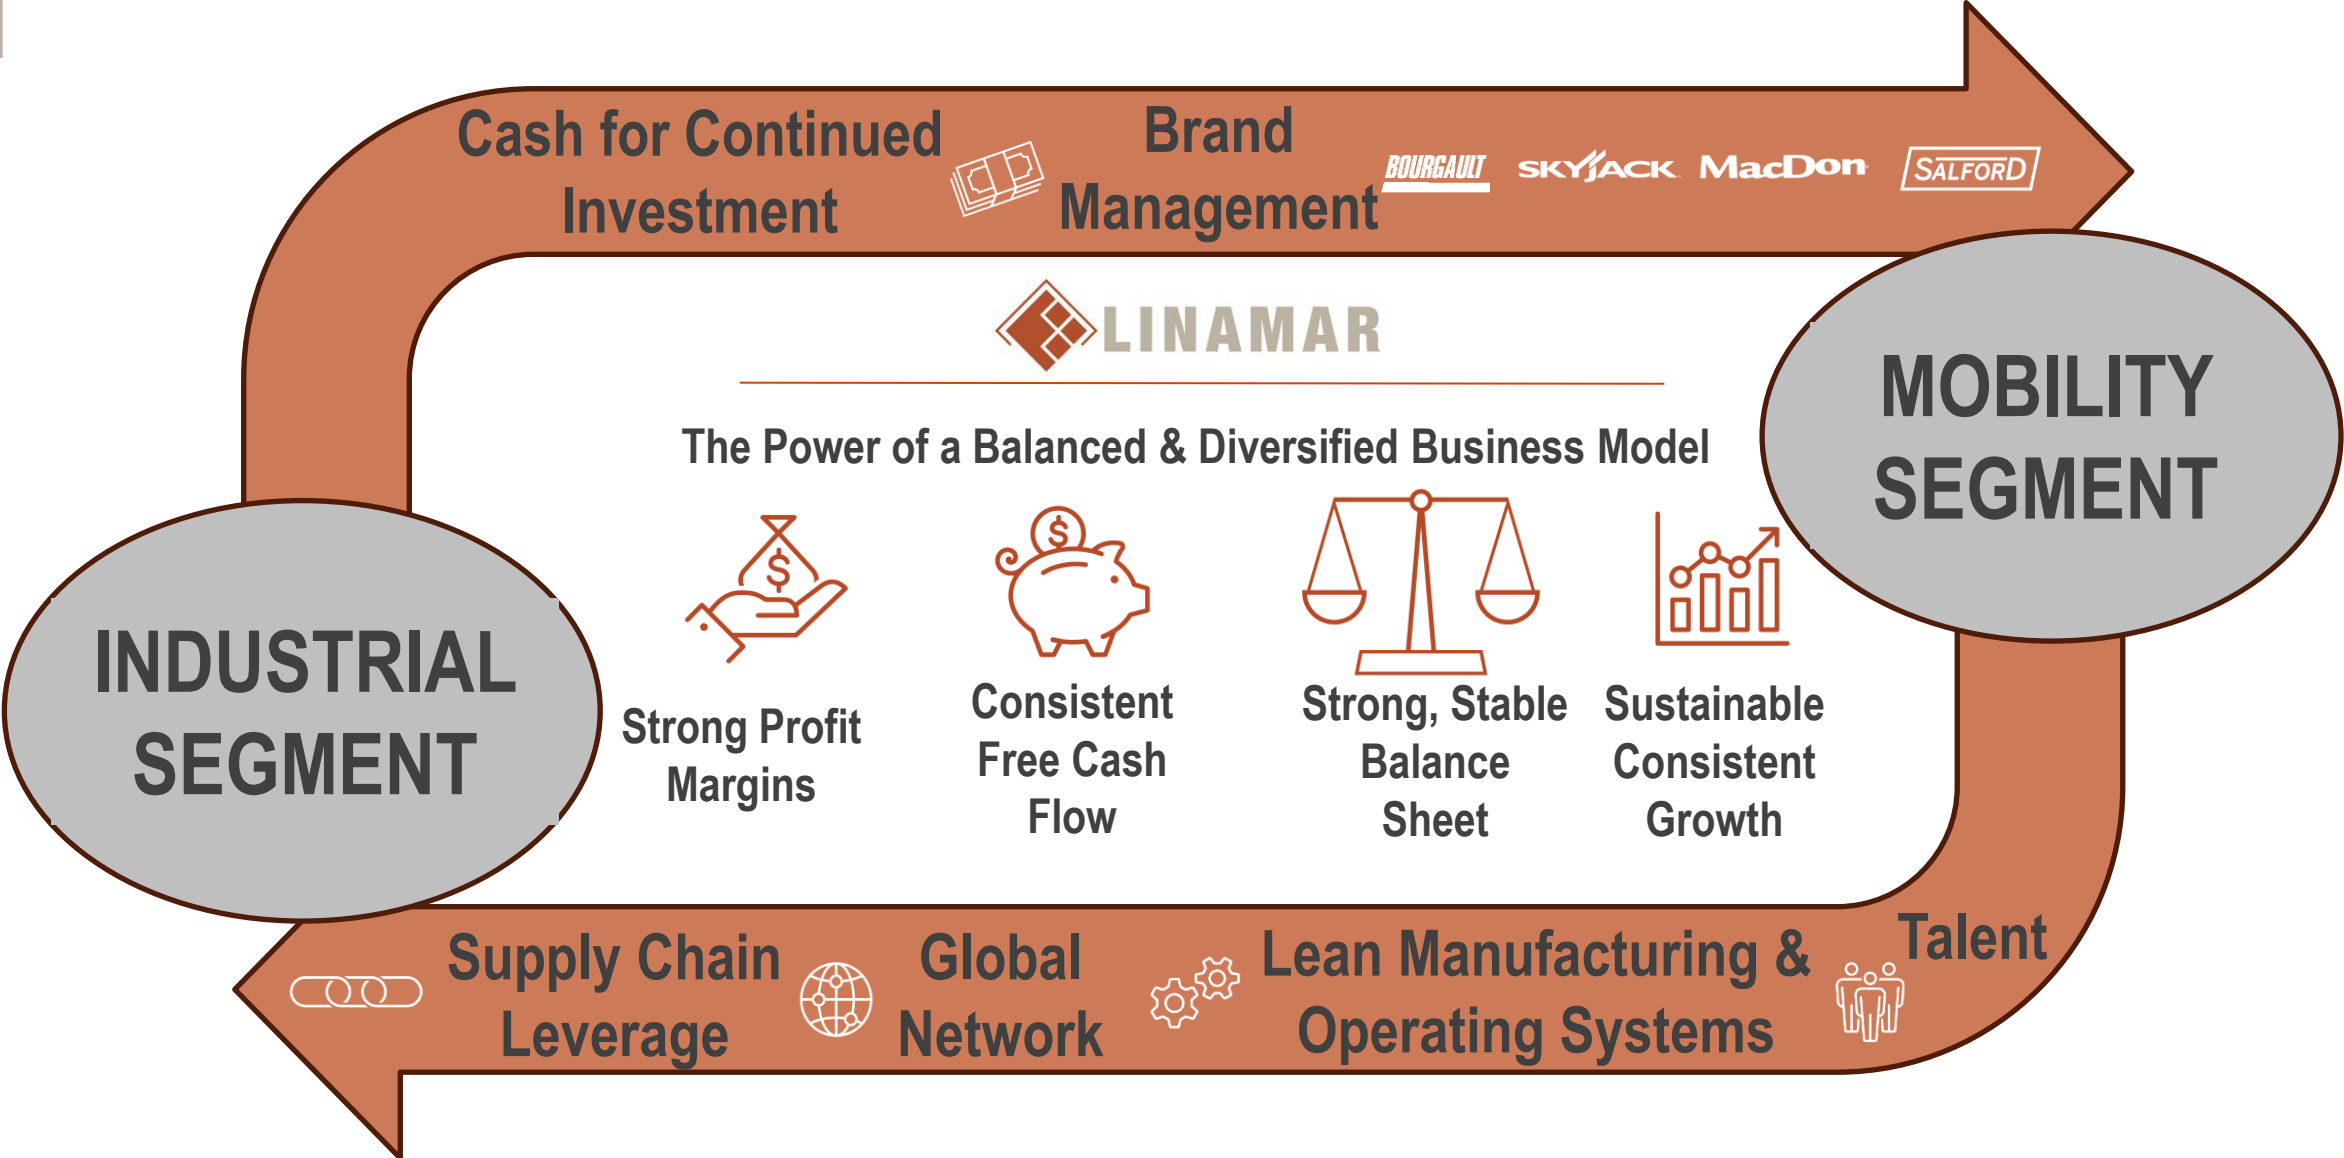 Cash for Continued
Investment
Brand
Management
BOURGAULT
SKYJACK
MacDon
SALFORD
LINAMAR
The Power of a Balanced & Diversified Business Model
MOBILITY
SEGMENT
INDUSTRIAL
SEGMENT
$
Strong Profit
Margins
$
Consistent
Free Cash
Flow
Strong, Stable
Balance
Sheet
Sustainable
Consistent
Growth
Supply Chain
Leverage
Global
Network
Lean Manufacturing &
Operating Systems
Talent